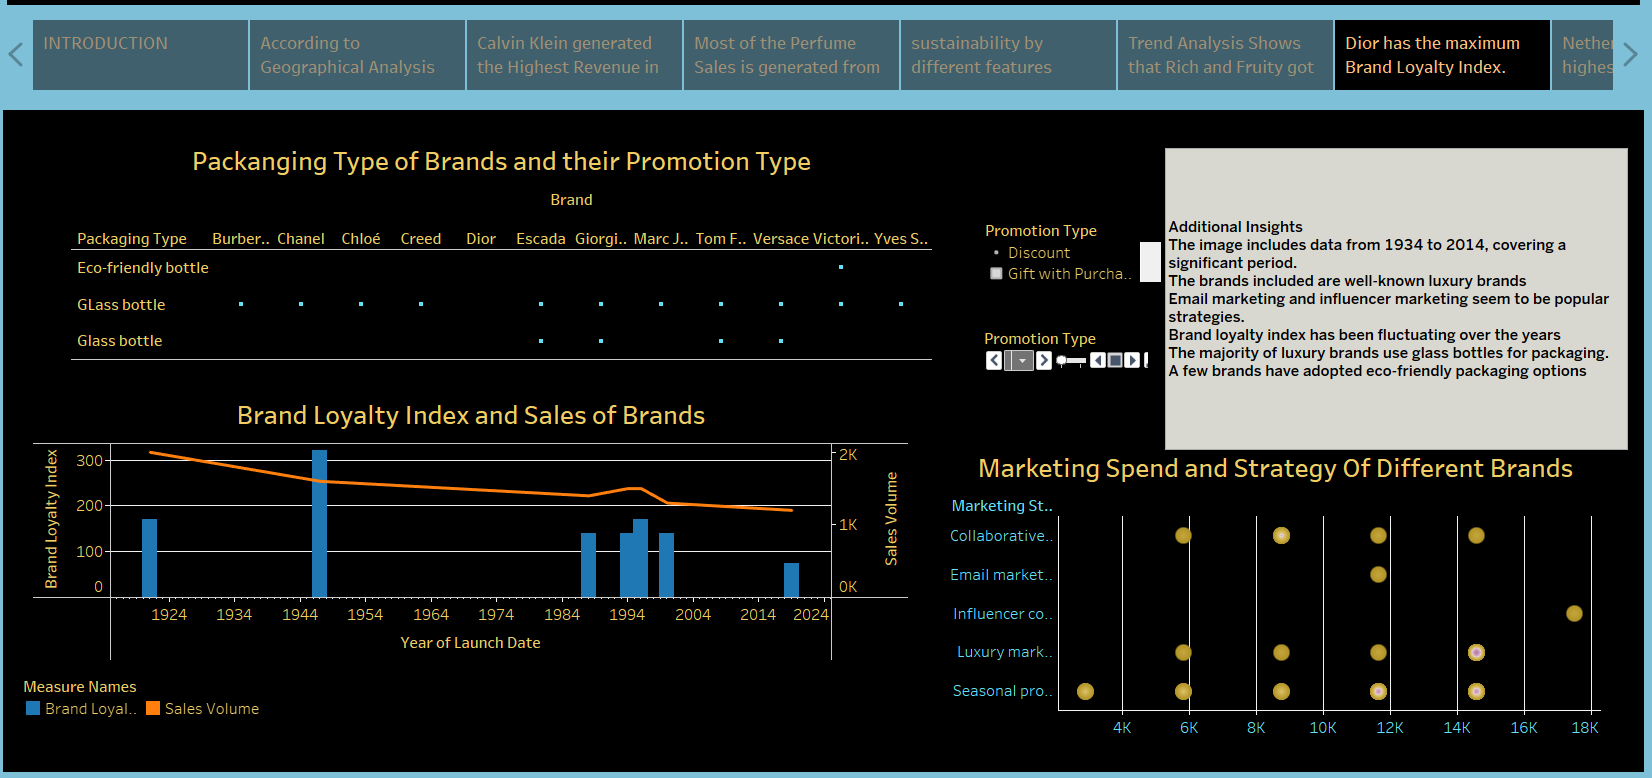 INTRODUCTION
According to
Geographical Analysis
Calvin Klein generated
the Highest Revenue in
Most of the Perfume
Sales is generated from
sustainability by
different features
Trend Analysis Shows
that Rich and Fruity got
Dior has the maximum
Brand Loyalty Index.
Nether
highes
Packanging Type of Brands and their Promotion Type
Brand
Packaging Type Burber.. Chanel Chloé Creed Dior Escada Giorgi.. Marc J.. Tom F.. Versace Victori.. Yves S..
Eco-friendly bottle
GLass bottle
Glass bottle
Promotion Type
Discount
Gift with Purcha..
Promotion Type
Additional Insights
The image includes data from 1934 to 2014, covering a
significant period.
The brands included are well-known luxury brands
Email marketing and influencer marketing seem to be popular
strategies.
Brand loyalty index has been fluctuating over the years
The majority of luxury brands use glass bottles for packaging.
A few brands have adopted eco-friendly packaging options
Brand Loyalty Index and Sales of Brands
Brand Loyalty Index
300
200
100
0
2K
1K
0K
Sales Volume
1924 1934 1944 1954 1964 1974 1984 1994 2004 2014 2024
Year of Launch Date
Measure Names
Brand Loyal..
Sales Volume
Marketing Spend and Strategy Of Different Brands
Marketing St..
Collaborative..
Email market..
Influencer co..
Luxury mark..
Seasonal pro..
4K 6K 8K 10K 12K 14K 16K 18K